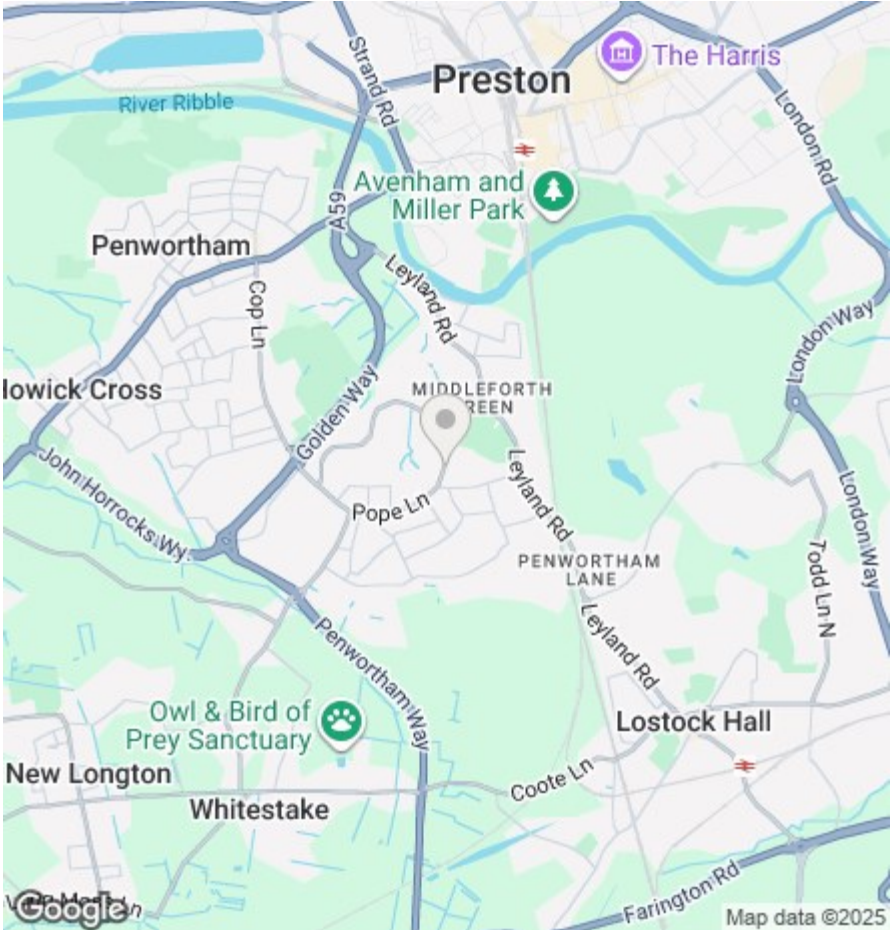 Strand Rd
Preston
The Harris
River Ribble
London Rd
Avenham and
Miller Park
A59
Penwortham
Leyland Rd
Cop Ln
London Way
Howick Cross
Golden Way
MIDDLEFORTH
REEN
John Horrocks Wy.
Pope Ln
Leyland Rd
London Way
PENWORTHAM
LANE
Todd Ln N
Leyland Rd
Penwortham Way
Owl & Bird of
Prey Sanctuary
Lostock Hall
New Longton
Coote Ln
Whitestake
Farington Rd
Google
Map data ©2025